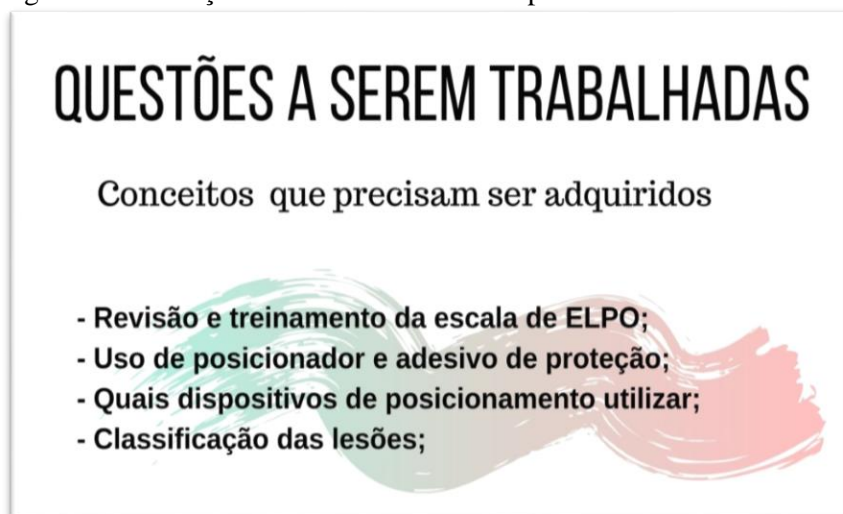 QUESTÕES A SEREM TRABALHADAS
Conceitos que precisam ser adquiridos
- Revisão e treinamento da escala de ELPO;
- Uso de posicionador e adesivo de proteção;
- Quais dispositivos de posicionamento utilizar;
- Classificação das lesões;